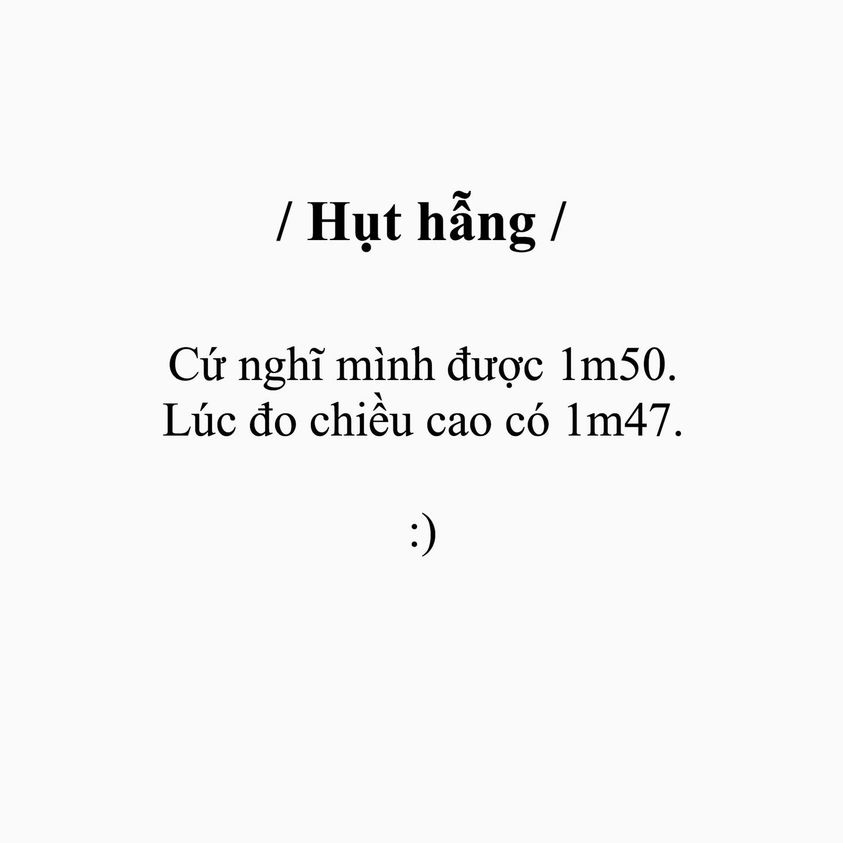 / Hụt hẫng /
Cứ nghĩ mình được 1m50.
Lúc đo chiều cao có 1m47.
:)